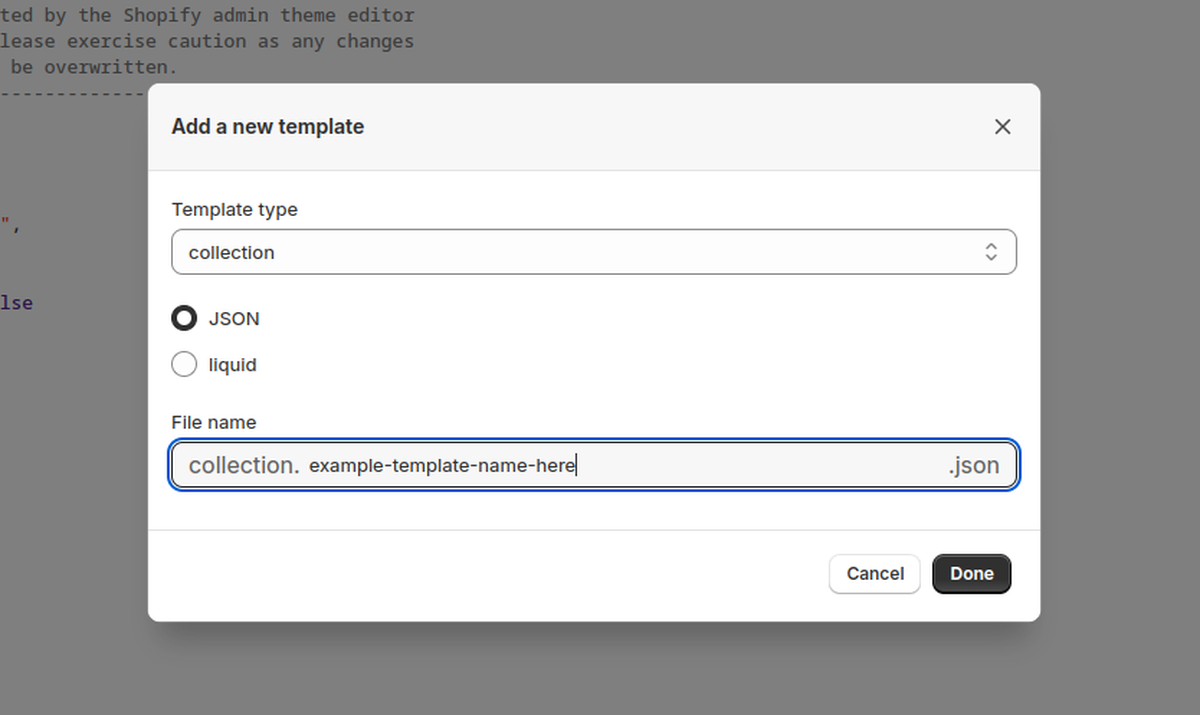 ted by the Shopify admin theme editor
lease exercise caution as any changes
be overwritten.
-------------
Add a new template
Template type
",
collection
lse
JSON
liquid
File name
collection. example-template-name-here .json
Cancel Done